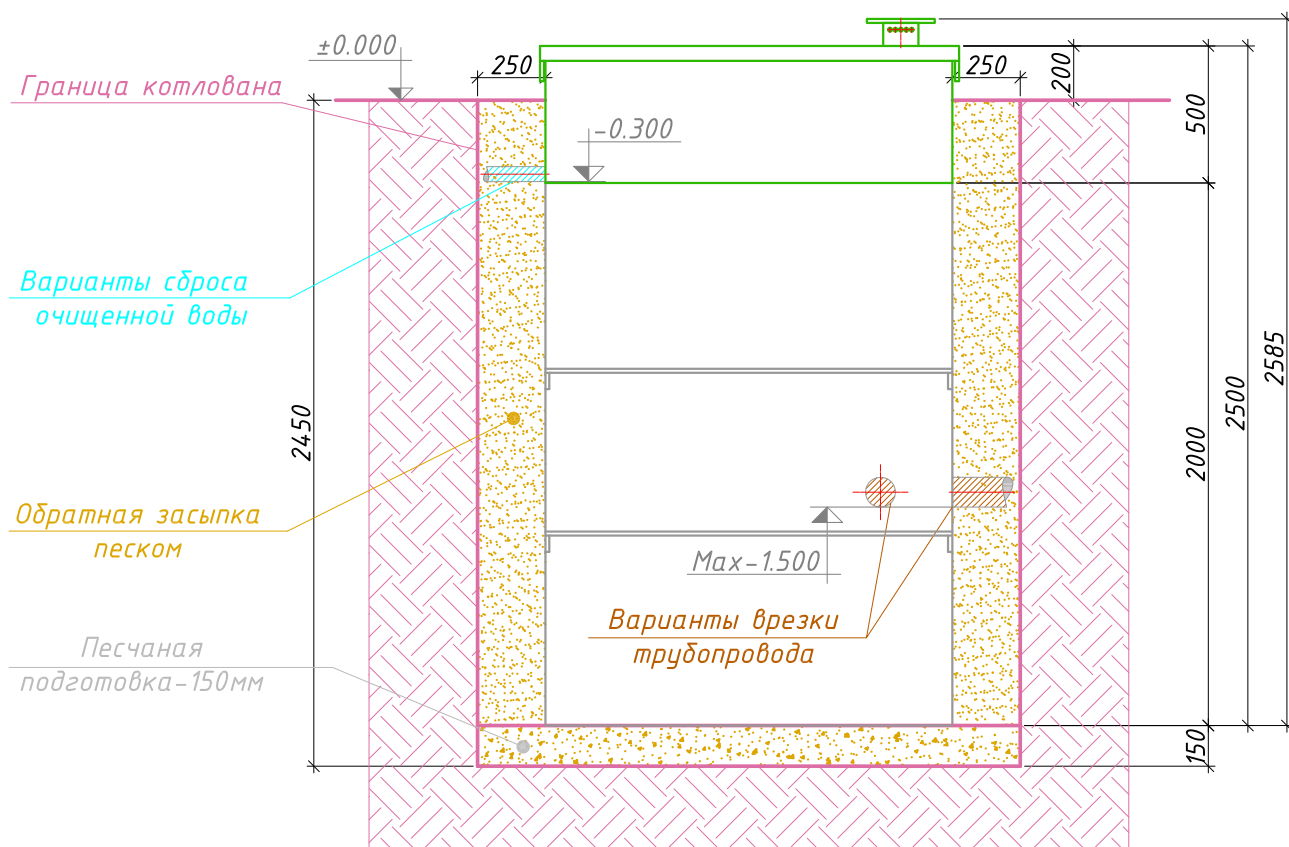 ±0.000
Граница котлована
250
250
200
500
-0.300
Варианты сброса
очищенной воды
2450
2585
2500
2000
Обратная засыпка
песком
Max-1.500
Варианты врезки
трубопровода
Песчаная
подготовка-150мм
150